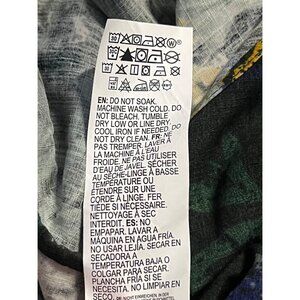 EN: DO NOT SOAK.
MACHINE WASH COLD. DO
NOT BLEACH. TUMBLE
DRY LOW OR LINE DRY.
COOL IRON IF NEEDED. DO
NOT DRY CLEAN. FR: NE
PAS TREMPER. LAVER À
LA MACHINE À L'EAU
FROIDE. NE PAS UTILISER
D'EAU DE JAVEL. SÉCHER
AU SÈCHE-LINGE À BASSE
TEMPÉRATURE OU
ÉTENDRE SUR UNE
CORDE À LINGE. FER
TIÈDE SI NÉCESSAIRE.
NETTOYAGE À SEC
INTERDIT. ES: NO
EMPAPAR. LAVAR A
MÁQUINA EN AGUA FRÍA.
NO USAR LEJÍA. SECAR EN
SECADORA A
TEMPERATURA BAJA O
COLGAR PARA SECAR.
PLANCHA FRÍA SI ES
NECESARIO. NO LIMPIAR EN
SECO.